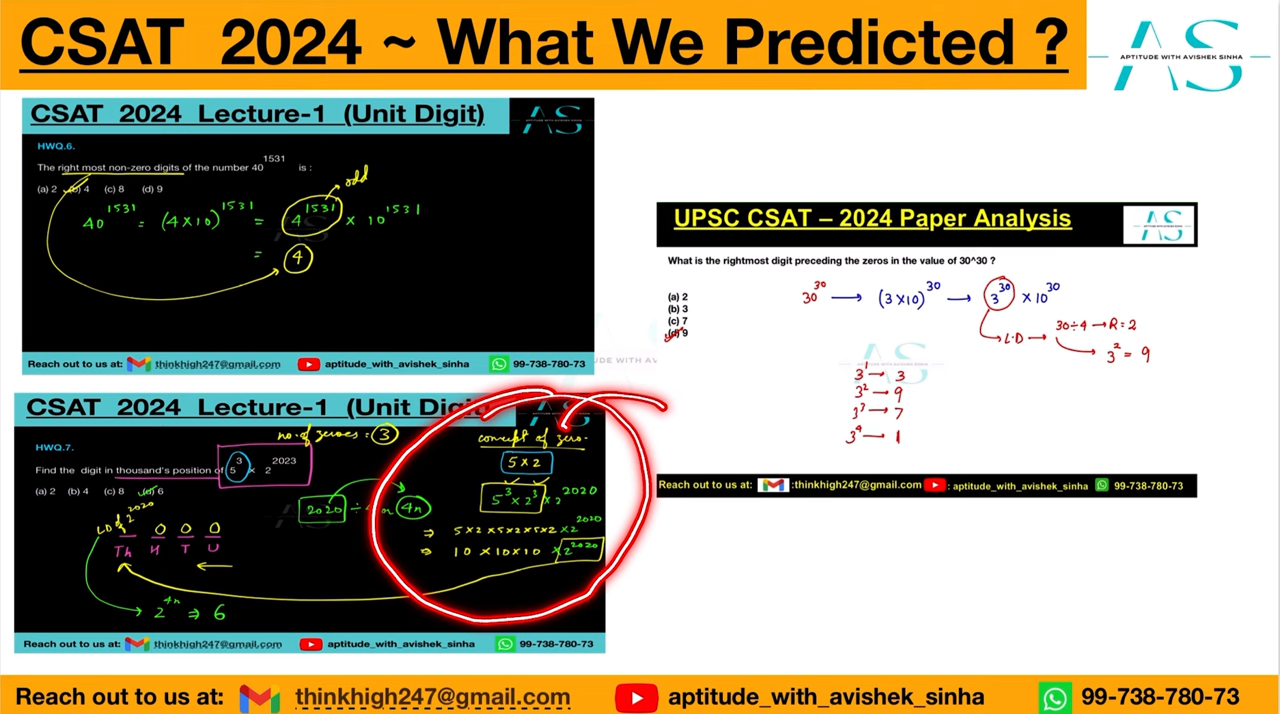 CSAT 2024 ~ What We Predicted ?
AS
APTITUDE WITH AVISHEK SINHA
CSAT 2024 Lecture-1 (Unit Digit)
AS
HWQ.6.
The right most non-zero digits of the number 40^1531 is :
(a) 2 (b) 4 (c) 8 (d) 9
odd
40^1531 = (4×10)^1531 = 4^1531 × 10^1531
= 4
Reach out to us at: thinkhigh247@gmail.com aptitude_with_avishek_sinha 99-738-780-73
CSAT 2024 Lecture-1 (Unit Digit
no. of zeroes = 3
HWQ.7.
Find the digit in thousand's position of 5^3 × 2^2023
(a) 2 (b) 4 (c) 8 (d) 6
concept of zero.
5×2
5^3 × 2^3 × 2^2020
2020 ÷ 4 or 4n
⇒ 5×2×5×2×5×2 × 2^2020
⇒ 10 × 10 × 10 × 2^2020
LD of 2^2020
0 0 0
Th H T U
2^4n ⇒ 6
Reach out to us at: thinkhigh247@gmail.com aptitude_with_avishek_sinha 99-738-780-73
UPSC CSAT – 2024 Paper Analysis
AS
What is the rightmost digit preceding the zeros in the value of 30^30 ?
(a) 2
(b) 3
(c) 7
(d) 9
30^30 → (3×10)^30 → 3^30 × 10^30
L.D → 30÷4 → R=2
3^2 = 9
3^1 → 3
3^2 → 9
3^3 → 7
3^4 → 1
Reach out to us at: :thinkhigh247@gmail.com : aptitude_with_avishek_sinha 99-738-780-73
Reach out to us at: thinkhigh247@gmail.com aptitude_with_avishek_sinha 99-738-780-73